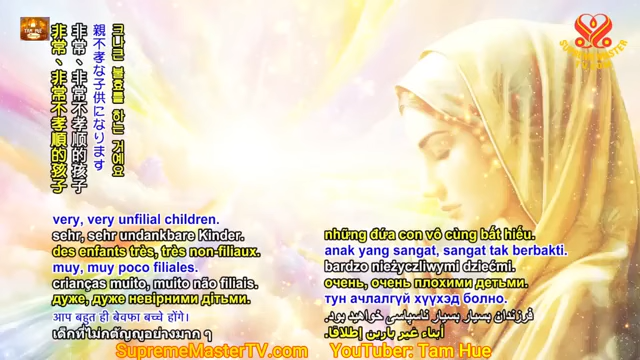 크나큰 불효를 하는 거예요
親不孝な子供になります
非常、非常不孝順的孩子
非常、非常不孝顺的孩子
very, very unfilial children.
sehr, sehr undankbare Kinder.
des enfants très, très non-filiaux.
muy, muy poco filiales.
crianças muito, muito não filiais.
дуже, дуже невірними дітьми.
आप बहुत ही बेवफा बच्चे होंगे।
เด็กที่ไม่กตัญญูอย่างมาก ๆ
những đứa con vô cùng bất hiếu.
anak yang sangat, sangat tak berbakti.
bardzo nieżyczliwymi dziećmi.
очень, очень плохими детьми.
тун ачлалгүй хүүхэд болно.
فرزندان بسیار بسیار ناسپاسی خواهید بود.
أبناء غير بارين إطلاقا.
SUPREME MASTER
SupremeMasterTV.com YouTuber: Tam Hue